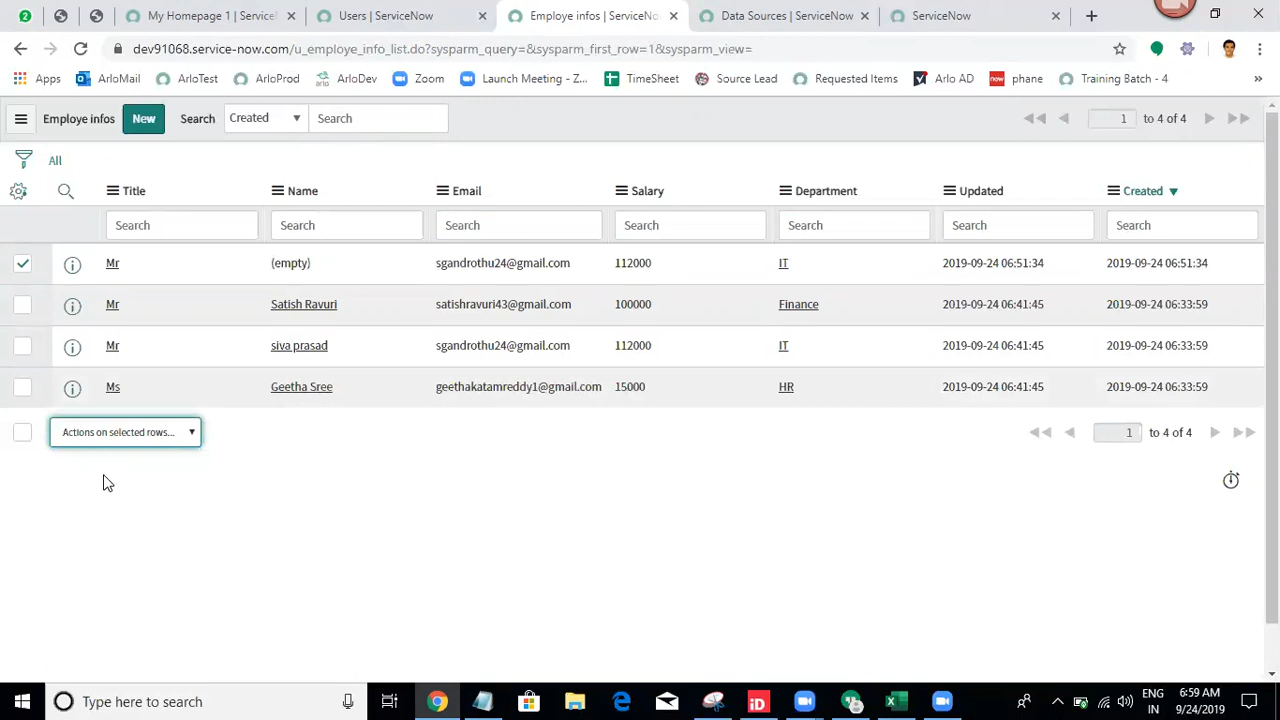 2
My Homepage 1 | Service
Users | ServiceNow
Employe infos | ServiceNo
Data Sources | ServiceNow
ServiceNow
dev91068.service-now.com/u_employe_info_list.do?sysparm_query=&sysparm_first_row=1&sysparm_view=
Apps ArloMail ArloTest ArloProd ArloDev Zoom Launch Meeting - Z... TimeSheet Source Lead Requested Items Arlo AD now phane Training Batch - 4 »
Employe infos New Search Created Search 1 to 4 of 4
All
Title Name Email Salary Department Updated Created
Search Search Search Search Search Search Search
Mr (empty) sgandrothu24@gmail.com 112000 IT 2019-09-24 06:51:34 2019-09-24 06:51:34
Mr Satish Ravuri satishravuri43@gmail.com 100000 Finance 2019-09-24 06:41:45 2019-09-24 06:33:59
Mr siva prasad sgandrothu24@gmail.com 112000 IT 2019-09-24 06:41:45 2019-09-24 06:33:59
Ms Geetha Sree geethakatamreddy1@gmail.com 15000 HR 2019-09-24 06:41:45 2019-09-24 06:33:59
Actions on selected rows... 1 to 4 of 4
Type here to search iD ENG 6:59 AM
IN 9/24/2019